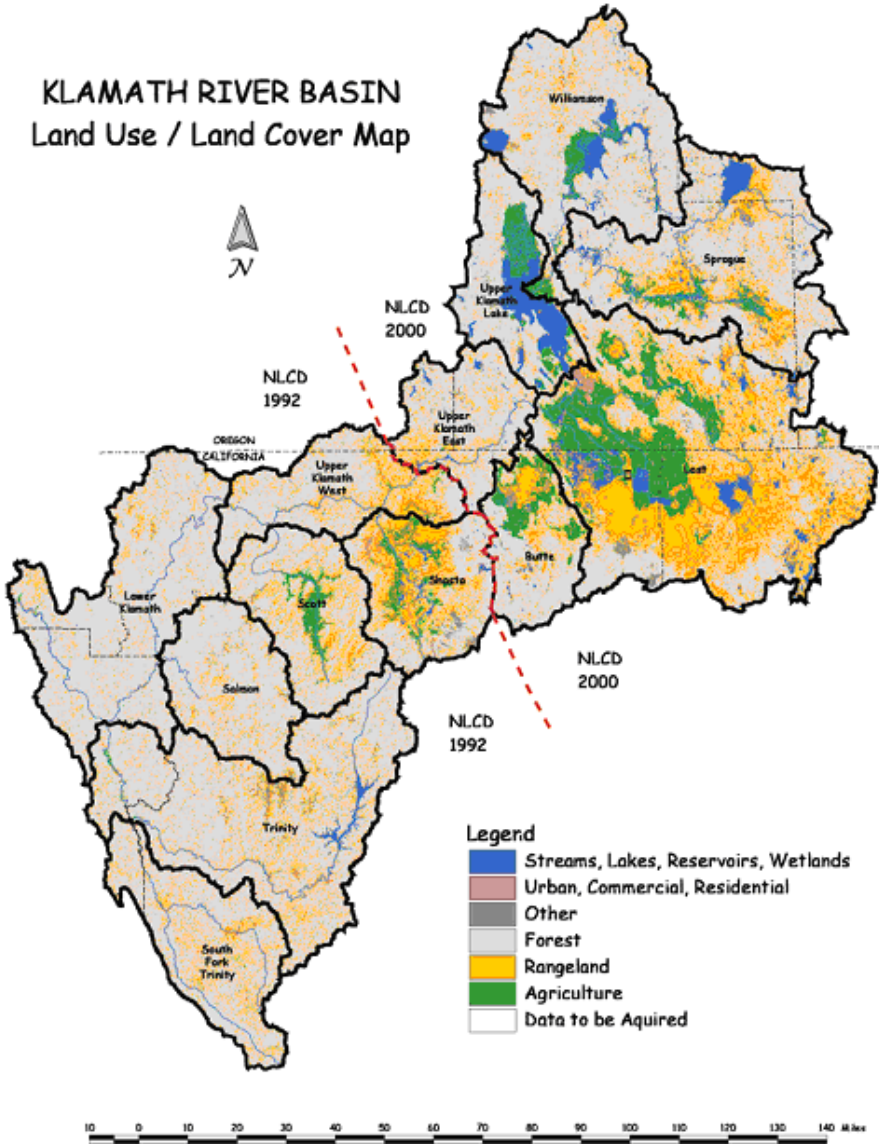 KLAMATH RIVER BASIN
Land Use / Land Cover Map
N
Williamson
Sprague
Upper
Klamath
Lake
NLCD
2000
NLCD
1992
Upper
Klamath
East
OREGON
CALIFORNIA
Upper
Klamath
West
Lost
Butte
Shasta
Scott
Lower
Klamath
Salmon
NLCD
2000
NLCD
1992
Trinity
South
Fork
Trinity
Legend
Streams, Lakes, Reservoirs, Wetlands
Urban, Commercial, Residential
Other
Forest
Rangeland
Agriculture
Data to be Aquired
10 0 10 20 30 40 50 60 70 80 90 100 110 120 130 140 Miles